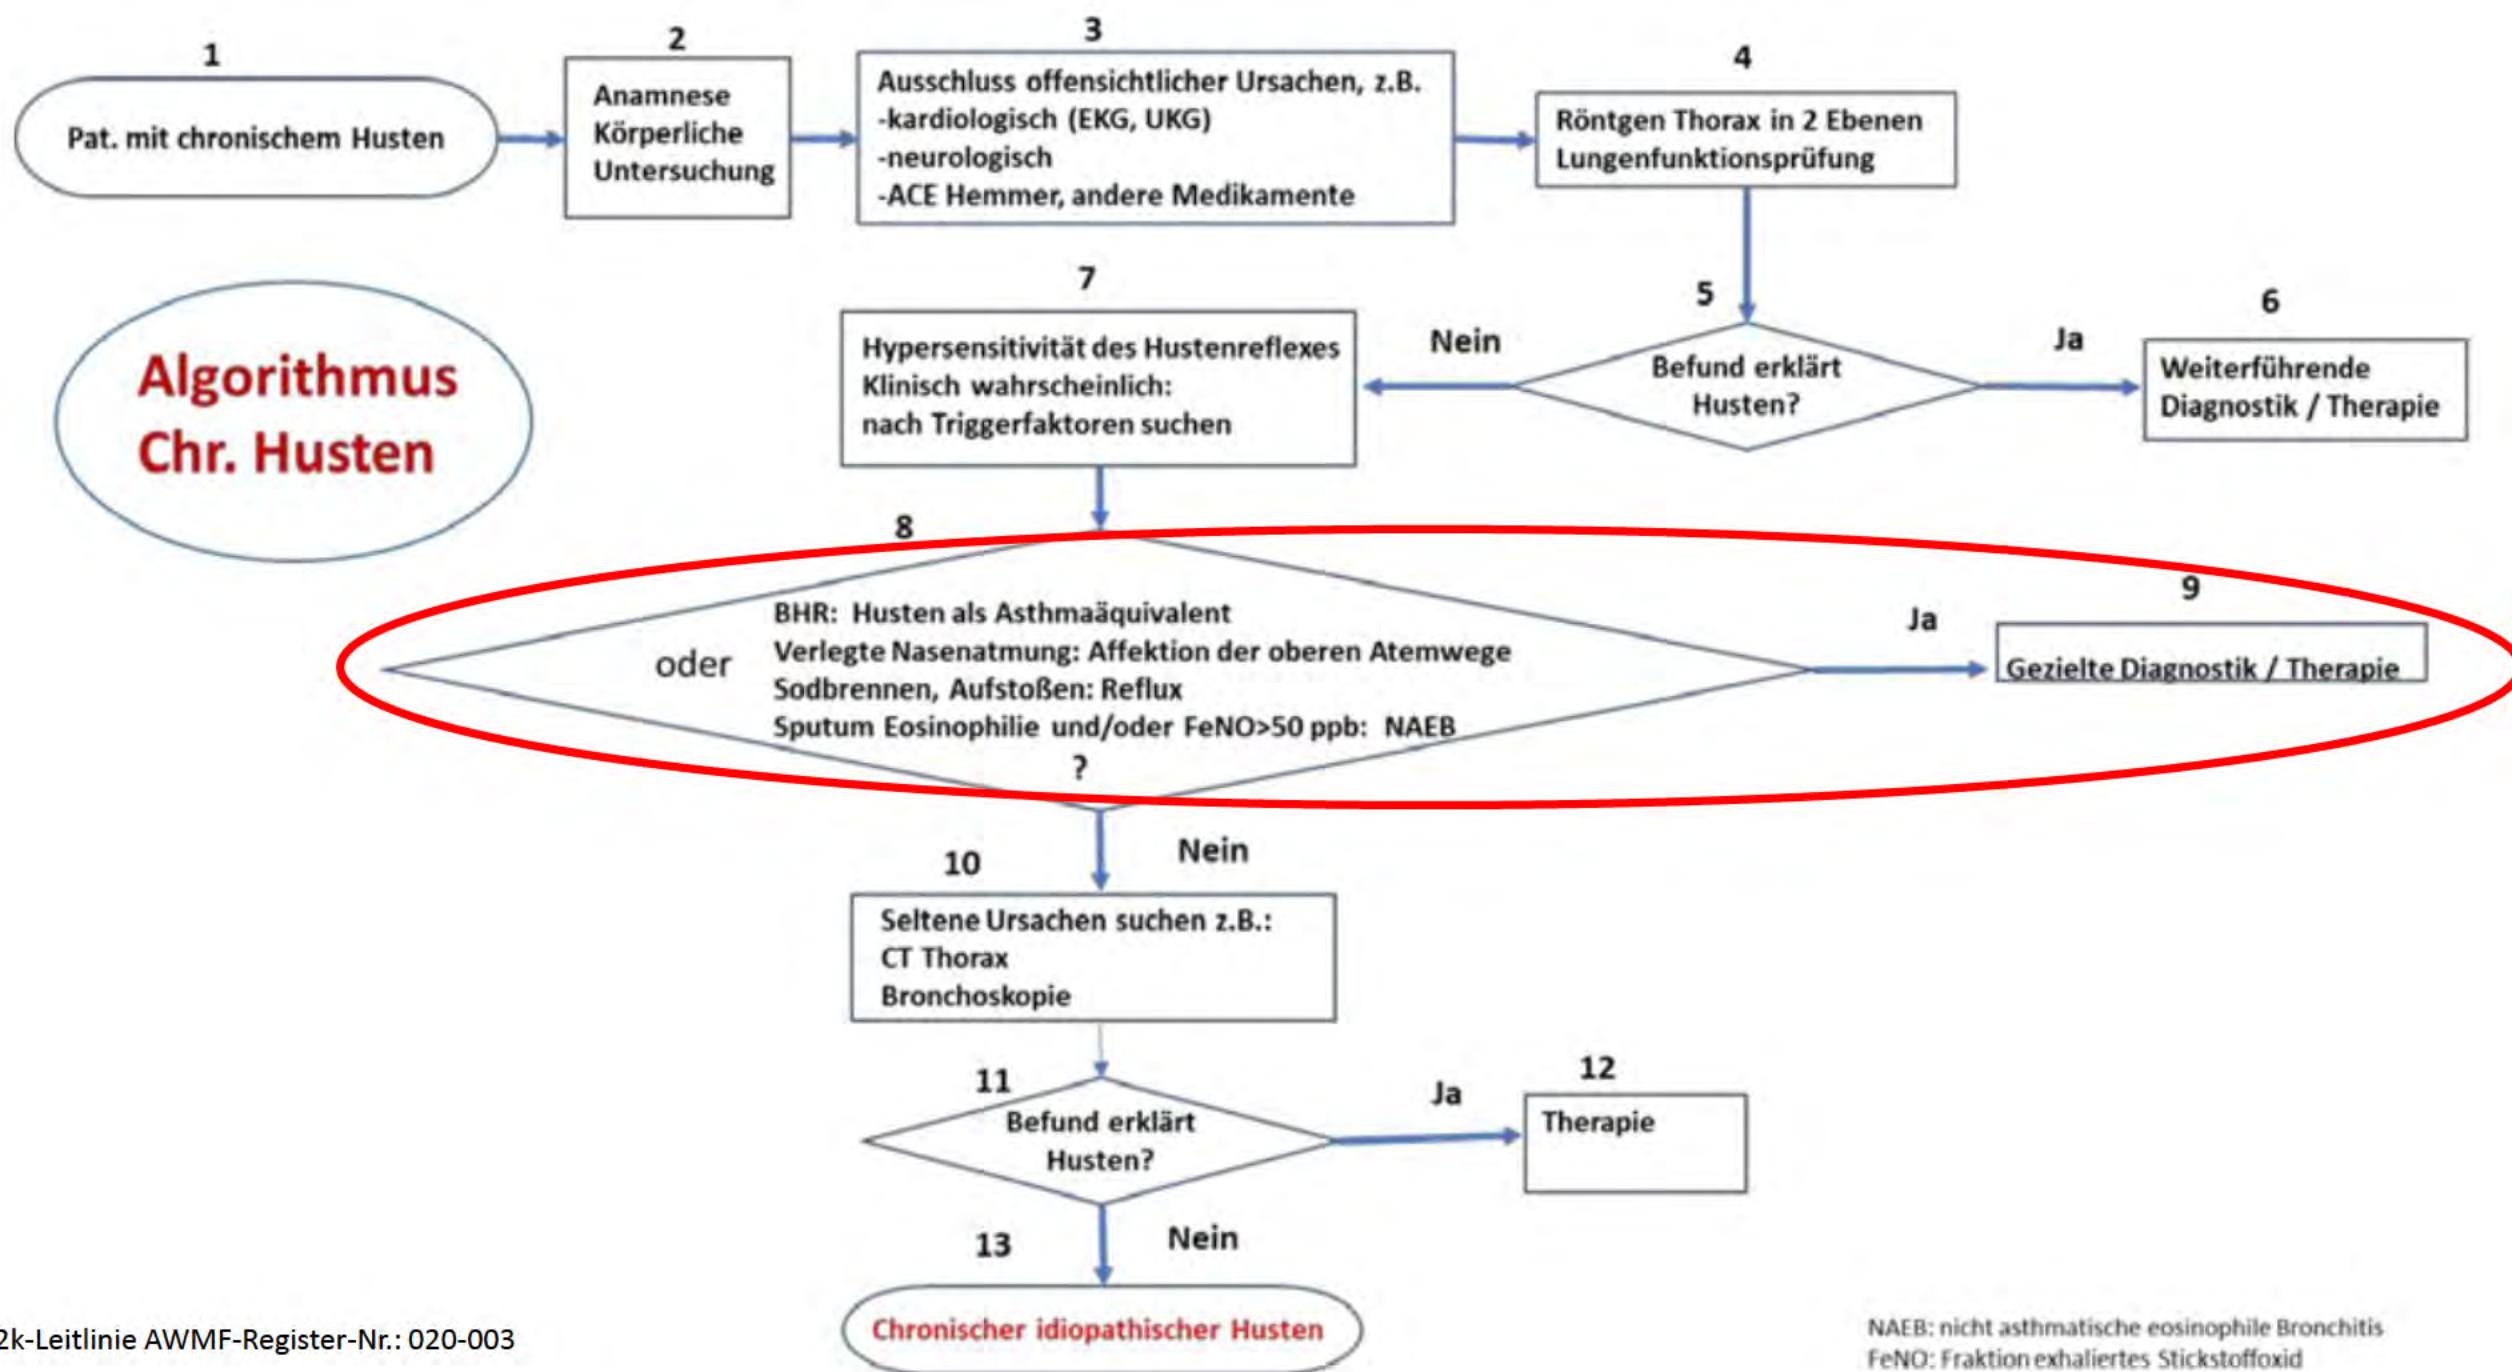 1
Pat. mit chronischem Husten
2
Anamnese
Körperliche
Untersuchung
3
Ausschluss offensichtlicher Ursachen, z.B.
-kardiologisch (EKG, UKG)
-neurologisch
-ACE Hemmer, andere Medikamente
4
Röntgen Thorax in 2 Ebenen
Lungenfunktionsprüfung
Algorithmus
Chr. Husten
5
Befund erklärt
Husten?
Ja
6
Weiterführende
Diagnostik / Therapie
Nein
7
Hypersensitivität des Hustenreflexes
Klinisch wahrscheinlich:
nach Triggerfaktoren suchen
8
oder
BHR: Husten als Asthmaäquivalent
Verlegte Nasenatmung: Affektion der oberen Atemwege
Sodbrennen, Aufstoßen: Reflux
Sputum Eosinophilie und/oder FeNO>50 ppb: NAEB
?
Ja
9
Gezielte Diagnostik / Therapie
Nein
10
Seltene Ursachen suchen z.B.:
CT Thorax
Bronchoskopie
11
Befund erklärt
Husten?
Ja
12
Therapie
Nein
13
Chronischer idiopathischer Husten
2k-Leitlinie AWMF-Register-Nr.: 020-003
NAEB: nicht asthmatische eosinophile Bronchitis
FeNO: Fraktion exhaliertes Stickstoffoxid